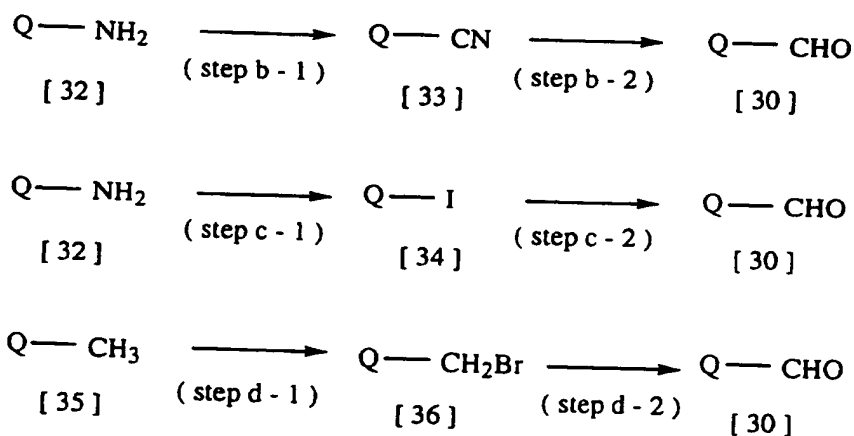 Q — NH₂ Q — CN Q — CHO
( step b - 1 ) ( step b - 2 )
[ 32 ] [ 33 ] [ 30 ]
Q — NH₂ Q — I Q — CHO
( step c - 1 ) ( step c - 2 )
[ 32 ] [ 34 ] [ 30 ]
Q — CH₃ Q — CH₂Br Q — CHO
( step d - 1 ) ( step d - 2 )
[ 35 ] [ 36 ] [ 30 ]